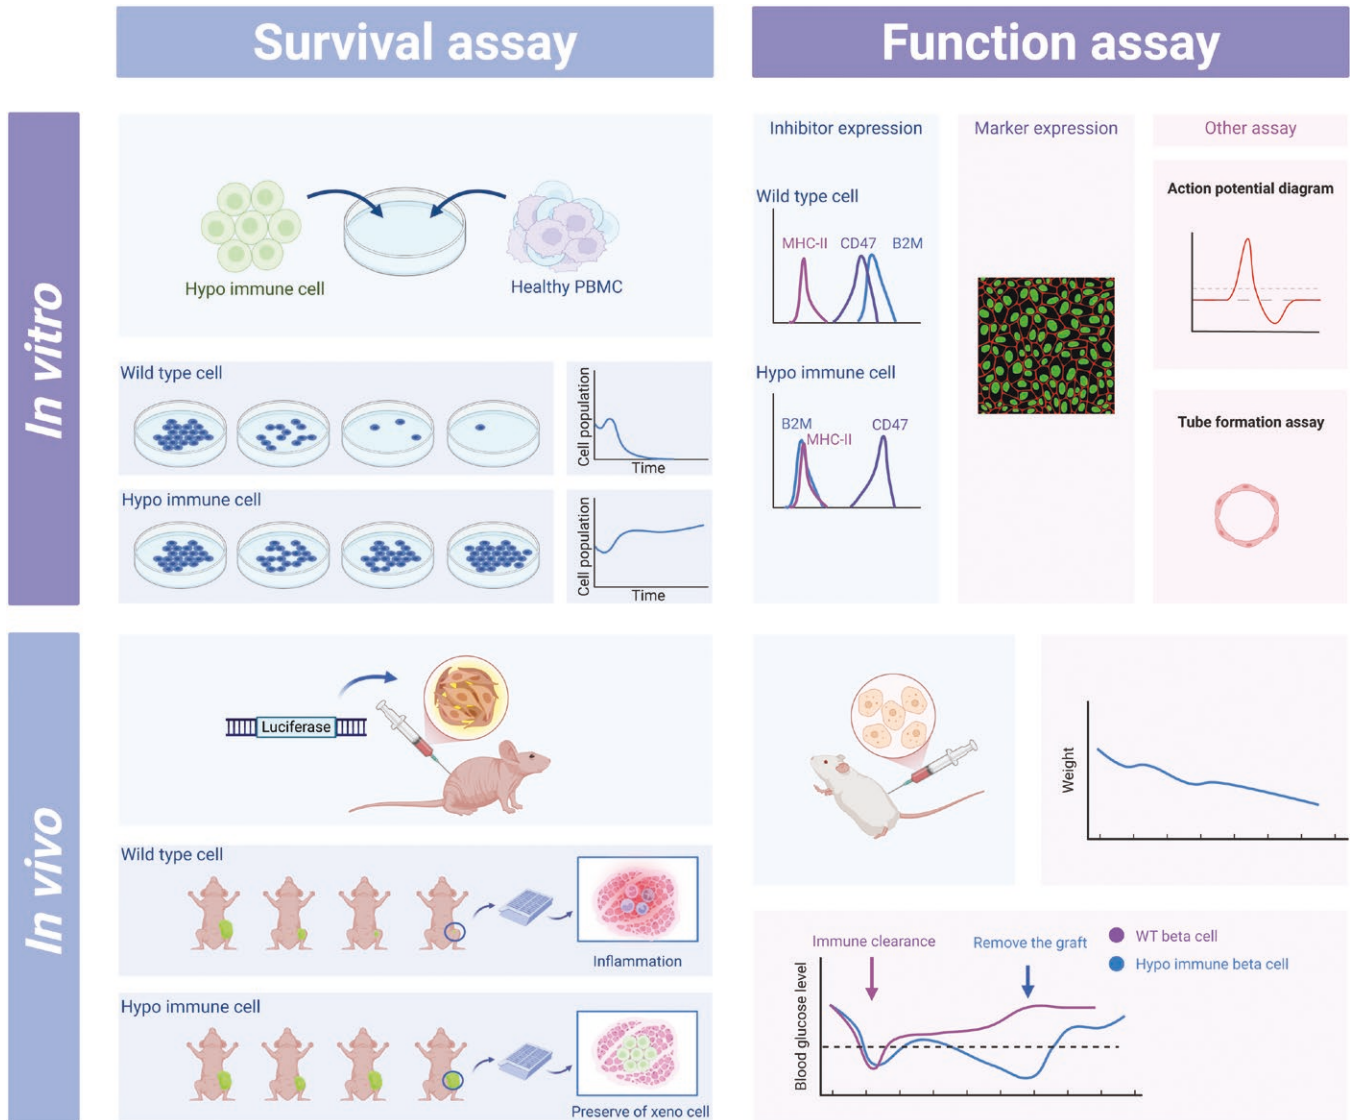 Survival assay
Function assay
In vitro
Hypo immune cell
Healthy PBMC
Wild type cell
Cell population
Time
Hypo immune cell
Cell population
Time
Inhibitor expression
Wild type cell
MHC-II
CD47
B2M
Hypo immune cell
B2M
MHC-II
CD47
Marker expression
Other assay
Action potential diagram
Tube formation assay
In vivo
Luciferase
Wild type cell
Inflammation
Hypo immune cell
Preserve of xeno cell
Weight
Immune clearance
Remove the graft
WT beta cell
Hypo immune beta cell
Blood glucose level